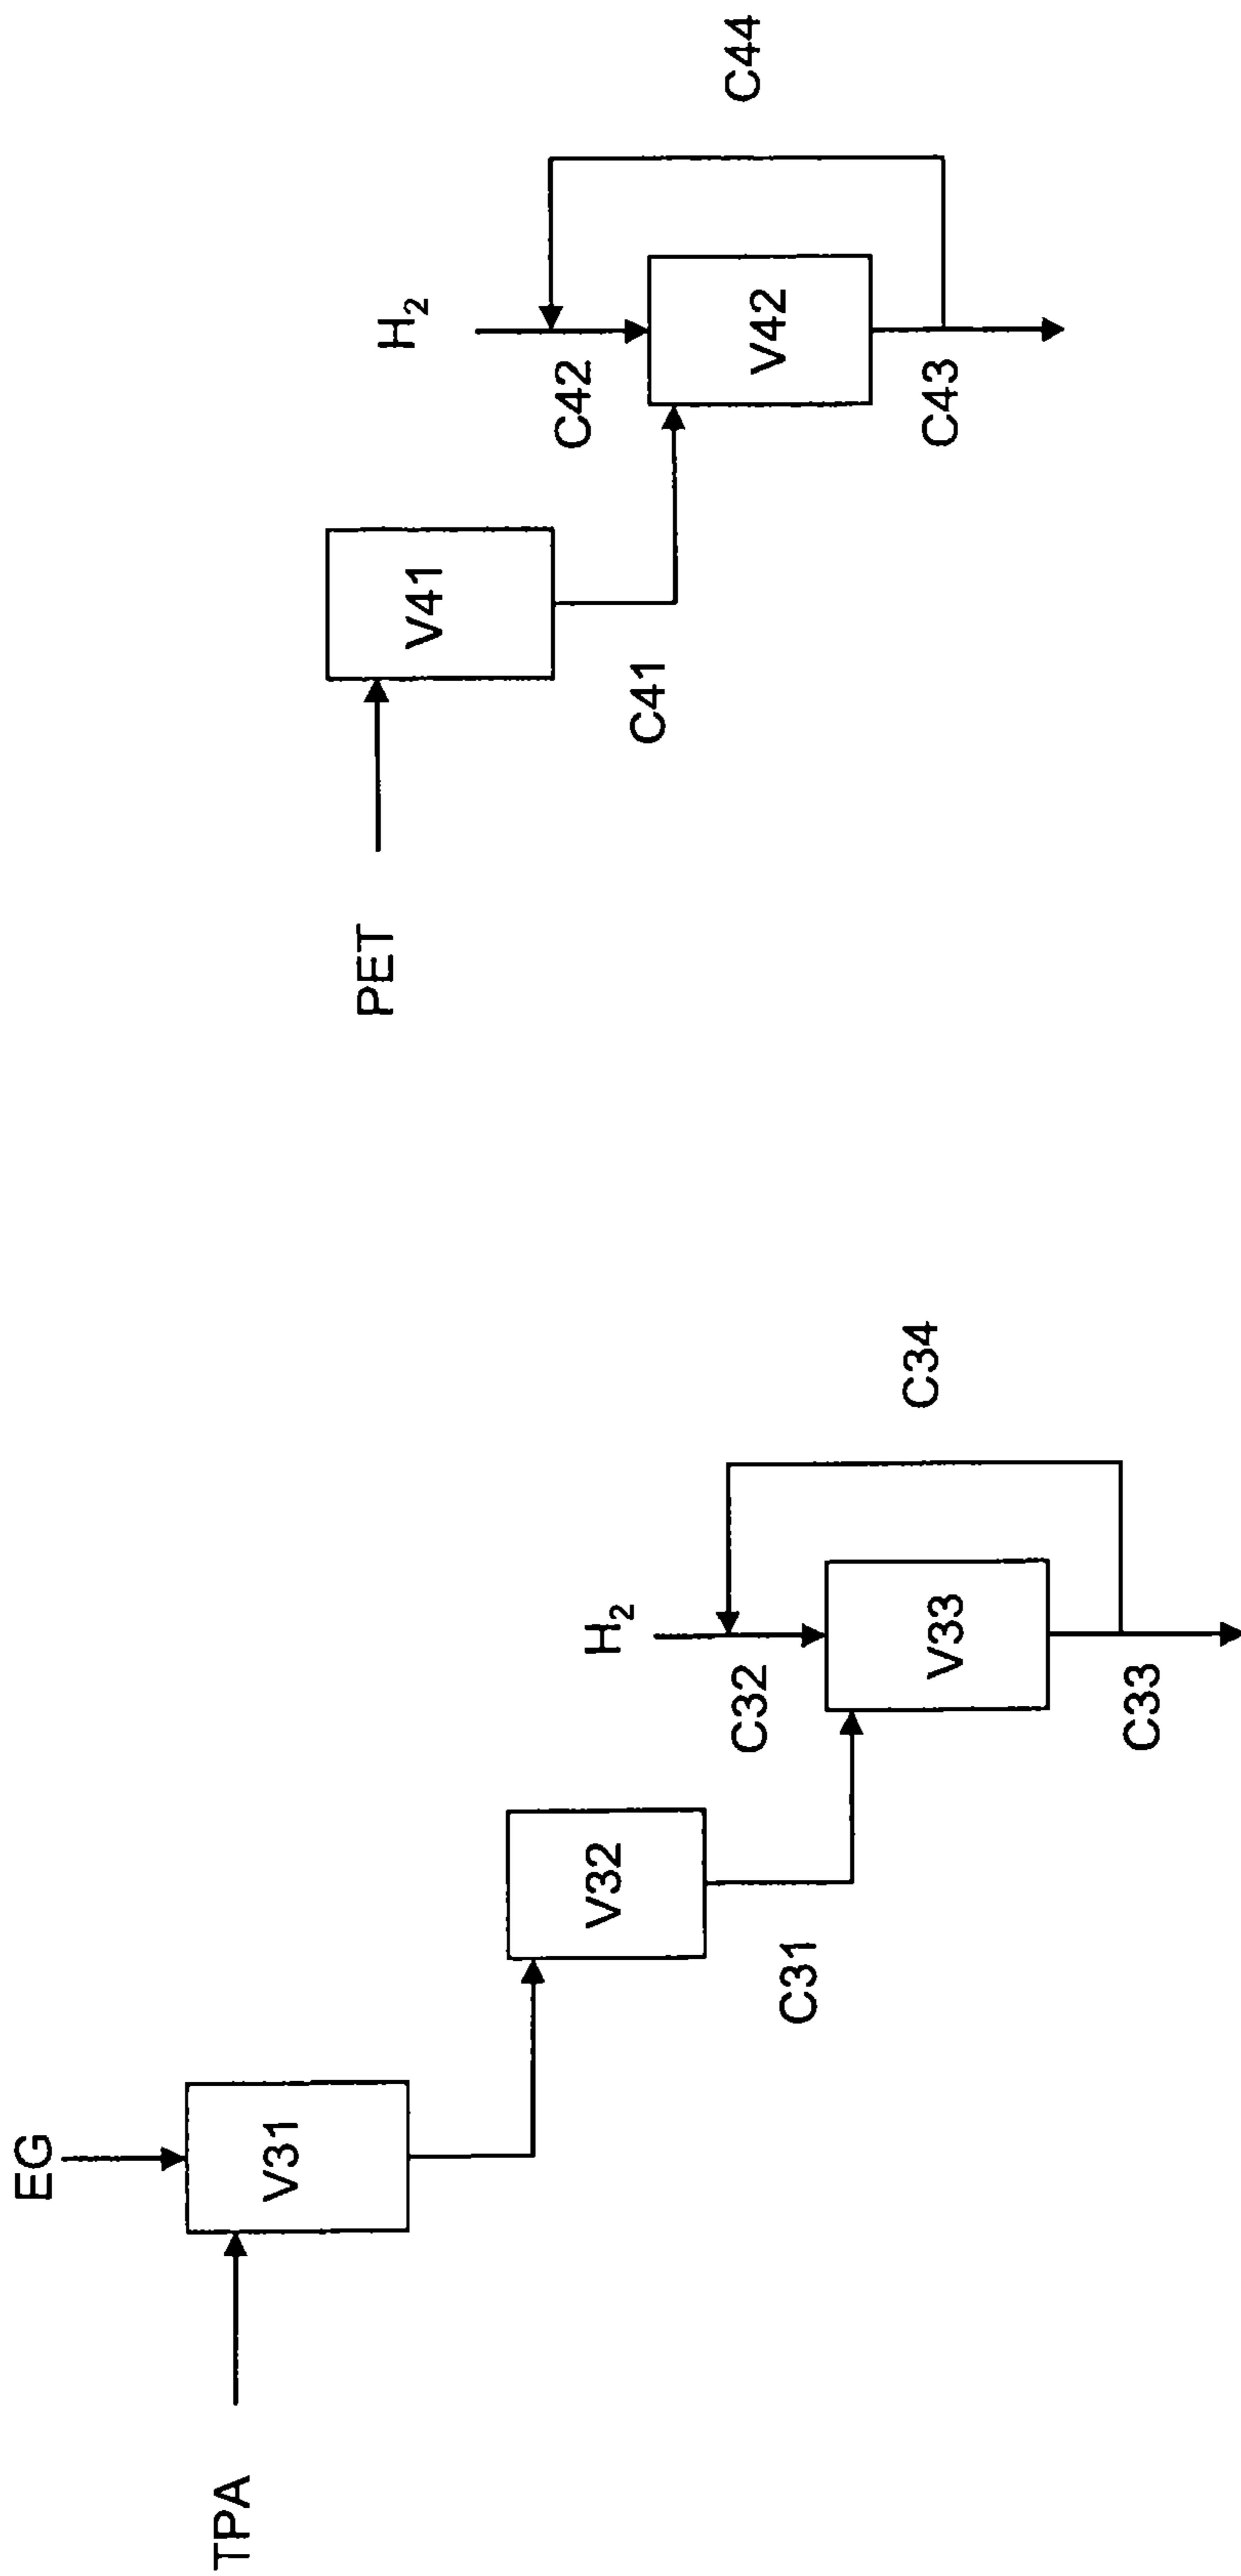 EG
TPA
V31
V32
C31
H₂
C32
V33
C33
C34
PET
V41
C41
H₂
C42
V42
C43
C44